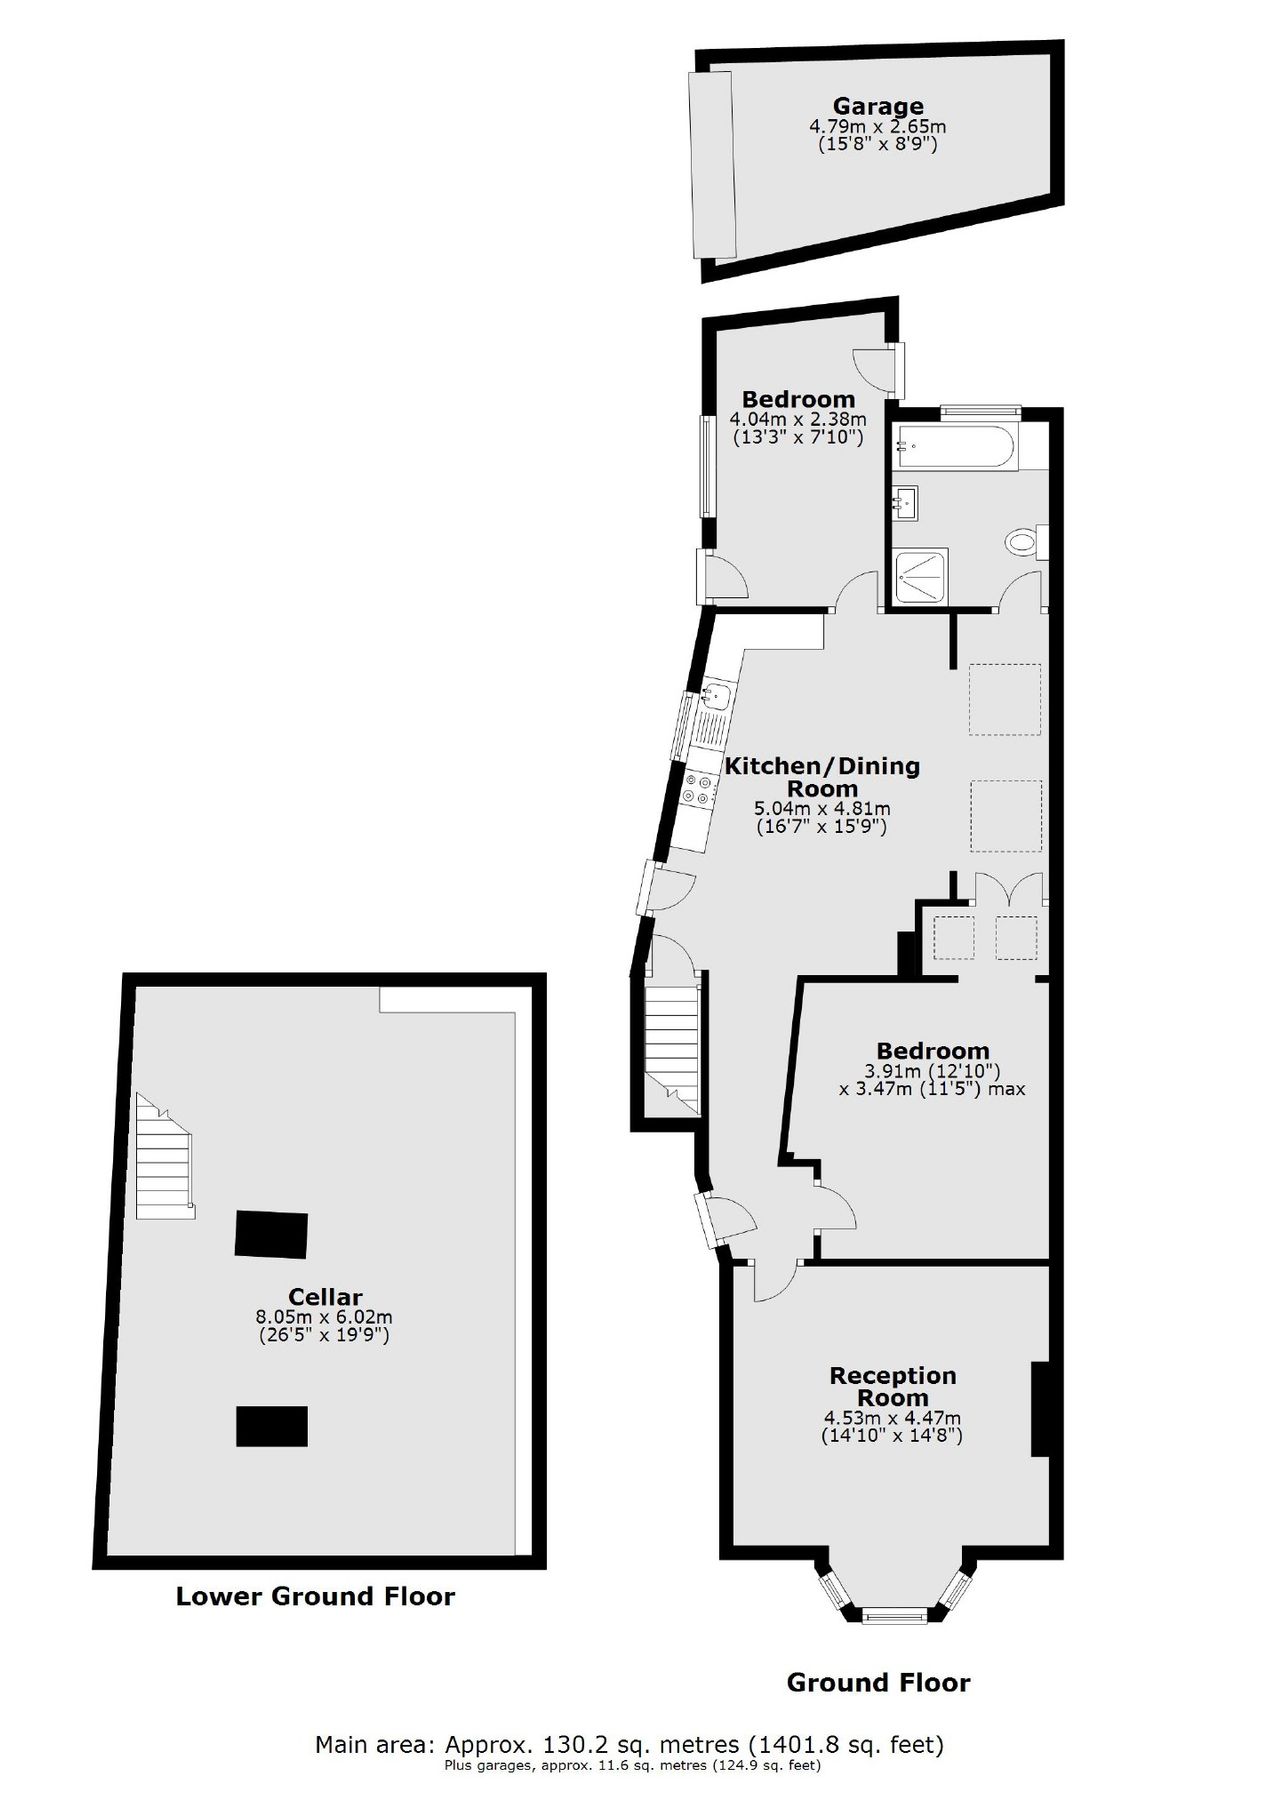 Garage
4.79m x 2.65m
(15'8" x 8'9")
Bedroom
4.04m x 2.38m
(13'3" x 7'10")
Kitchen/Dining
Room
5.04m x 4.81m
(16'7" x 15'9")
Bedroom
3.91m (12'10")
x 3.47m (11'5") max
Cellar
8.05m x 6.02m
(26'5" x 19'9")
Reception
Room
4.53m x 4.47m
(14'10" x 14'8")
Lower Ground Floor
Ground Floor
Main area: Approx. 130.2 sq. metres (1401.8 sq. feet)
Plus garages, approx. 11.6 sq. metres (124.9 sq. feet)